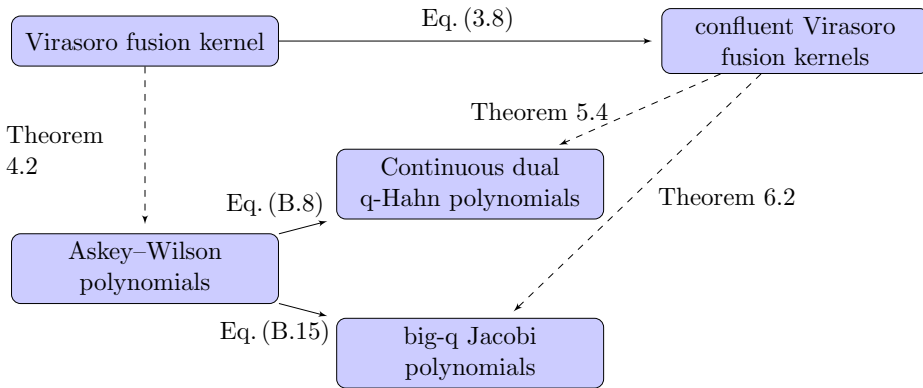 Eq. (3.8)
Virasoro fusion kernel
confluent Virasoro
fusion kernels
Theorem 5.4
Theorem
4.2
Continuous dual
q-Hahn polynomials
Theorem 6.2
Eq. (B.8)
Askey–Wilson
polynomials
Eq. (B.15)
big-q Jacobi
polynomials